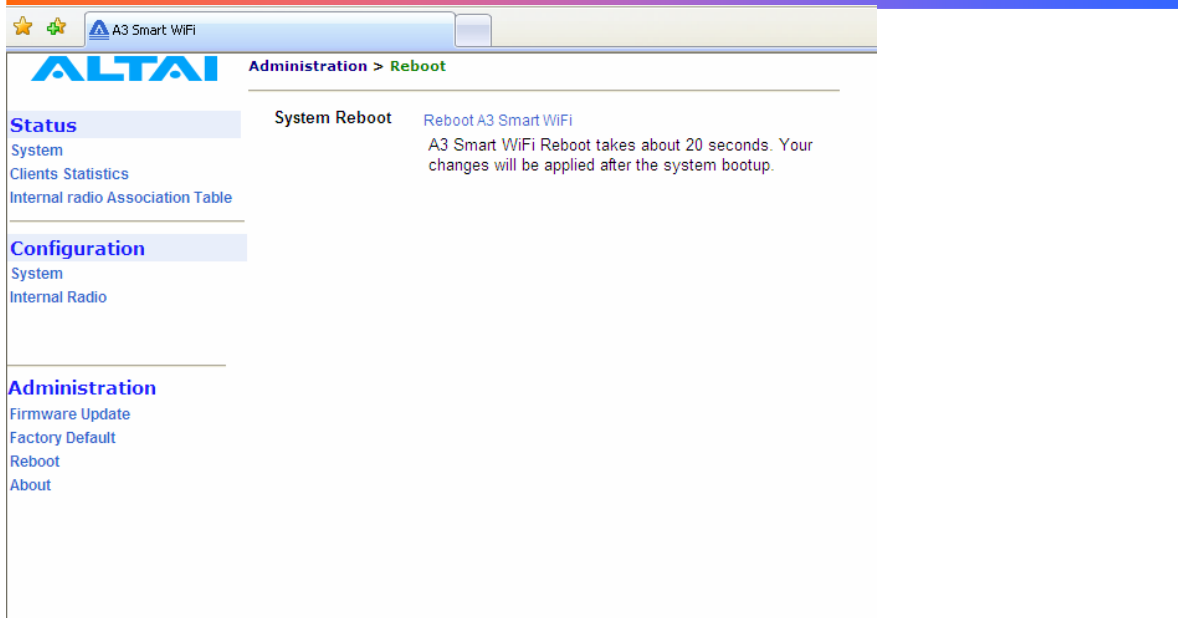 A3 Smart WiFi
ALTAI
Administration > Reboot
System Reboot
Reboot A3 Smart WiFi
A3 Smart WiFi Reboot takes about 20 seconds. Your
changes will be applied after the system bootup.
Status
System
Clients Statistics
Internal radio Association Table
Configuration
System
Internal Radio
Administration
Firmware Update
Factory Default
Reboot
About